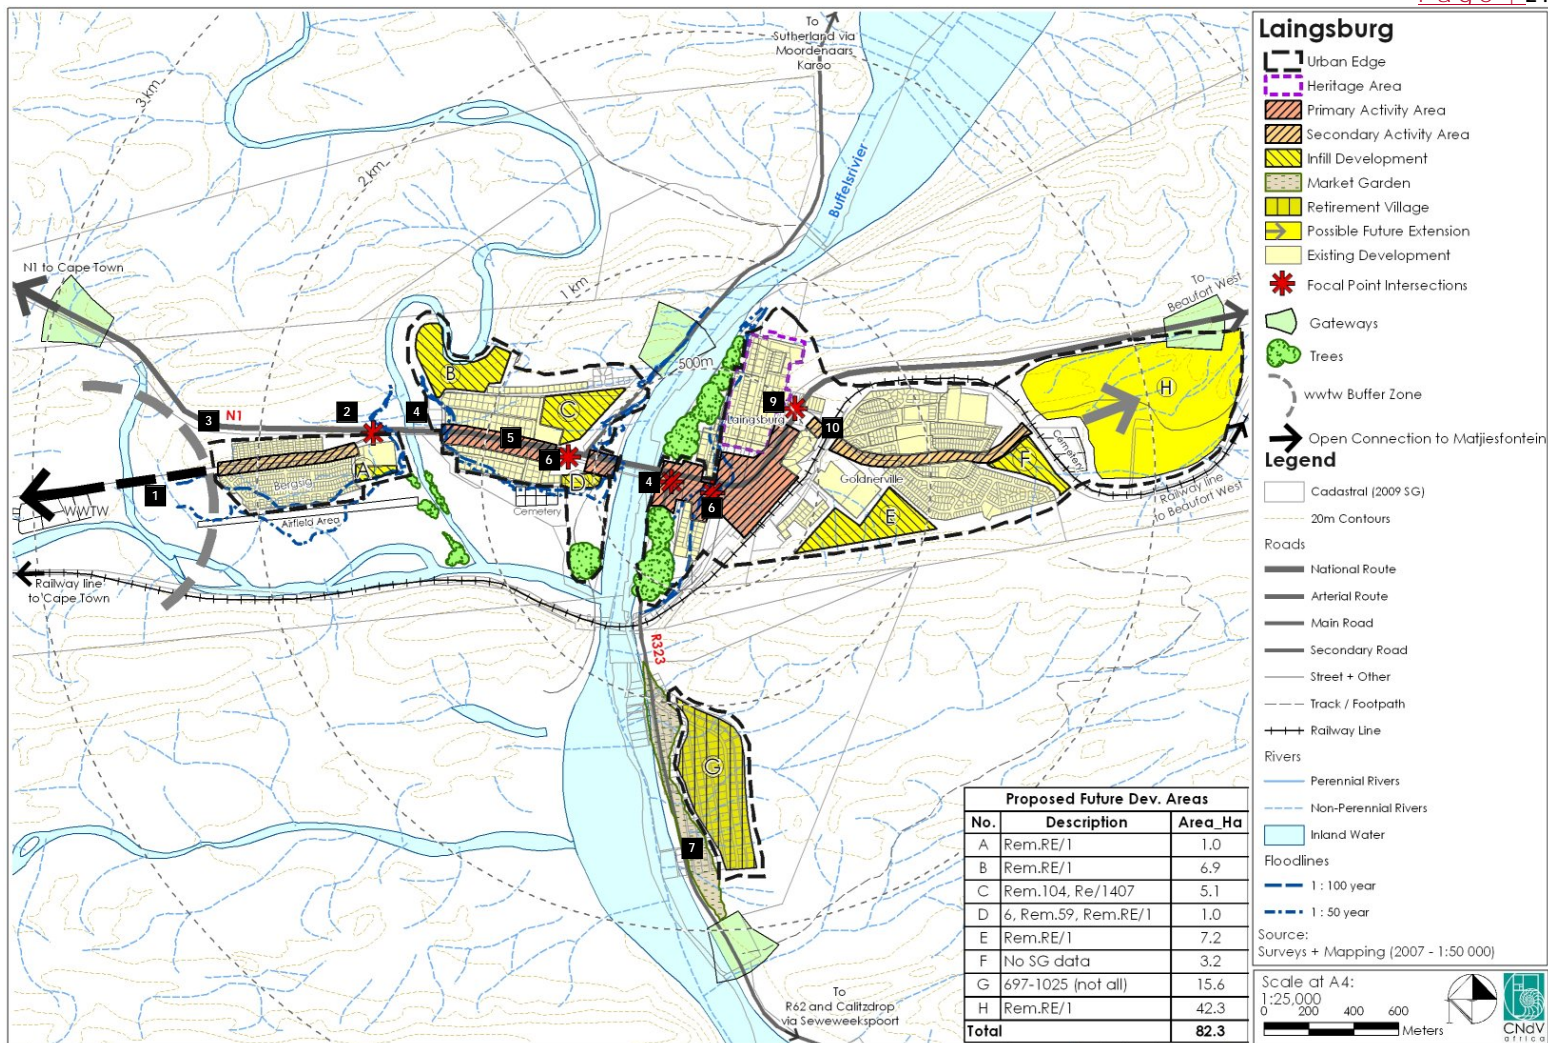 To
Sutherland via
Moordenaars
Karoo
3 km
2 km
1 km
500m
Buffelsrivier
N1 to Cape Town
To
Beaufort West
N1
R323
Bergsig
Airfield Area
WWTW
Cemetery
Laingsburg
Goldnerville
Cemetery
Railway line
to Cape Town
Railway line
to Beaufort West
To
R62 and Calitzdrop
via Seweweekspoort
A
B
C
D
E
F
G
H
1
2
3
4
5
6
4
6
7
9
10
Proposed Future Dev. Areas
No. Description Area_Ha
A Rem.RE/1 1.0
B Rem.RE/1 6.9
C Rem.104, Re/1407 5.1
D 6, Rem.59, Rem.RE/1 1.0
E Rem.RE/1 7.2
F No SG data 3.2
G 697-1025 (not all) 15.6
H Rem.RE/1 42.3
Total 82.3
Laingsburg
Urban Edge
Heritage Area
Primary Activity Area
Secondary Activity Area
Infill Development
Market Garden
Retirement Village
Possible Future Extension
Existing Development
Focal Point Intersections
Gateways
Trees
wwtw Buffer Zone
Open Connection to Matjiesfontein
Legend
Cadastral (2009 SG)
20m Contours
Roads
National Route
Arterial Route
Main Road
Secondary Road
Street + Other
Track / Footpath
Railway Line
Rivers
Perennial Rivers
Non-Perennial Rivers
Inland Water
Floodlines
1 : 100 year
1 : 50 year
Source:
Surveys + Mapping (2007 - 1:50 000)
Scale at A4:
1:25,000
0 200 400 600
Meters
CNdV
africa